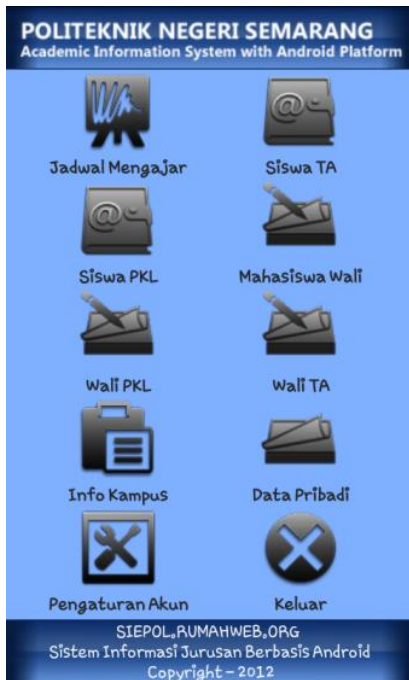 POLITEKNIK NEGERI SEMARANG
Academic Information System with Android Platform
Jadwal Mengajar
Siswa TA
Siswa PKL
Mahasiswa Wali
Wali PKL
Wali TA
Info Kampus
Data Pribadi
Pengaturan Akun
Keluar
SIEPOL.RUMAHWEB.ORG
Sistem Informasi Jurusan Berbasis Android
Copyright - 2012